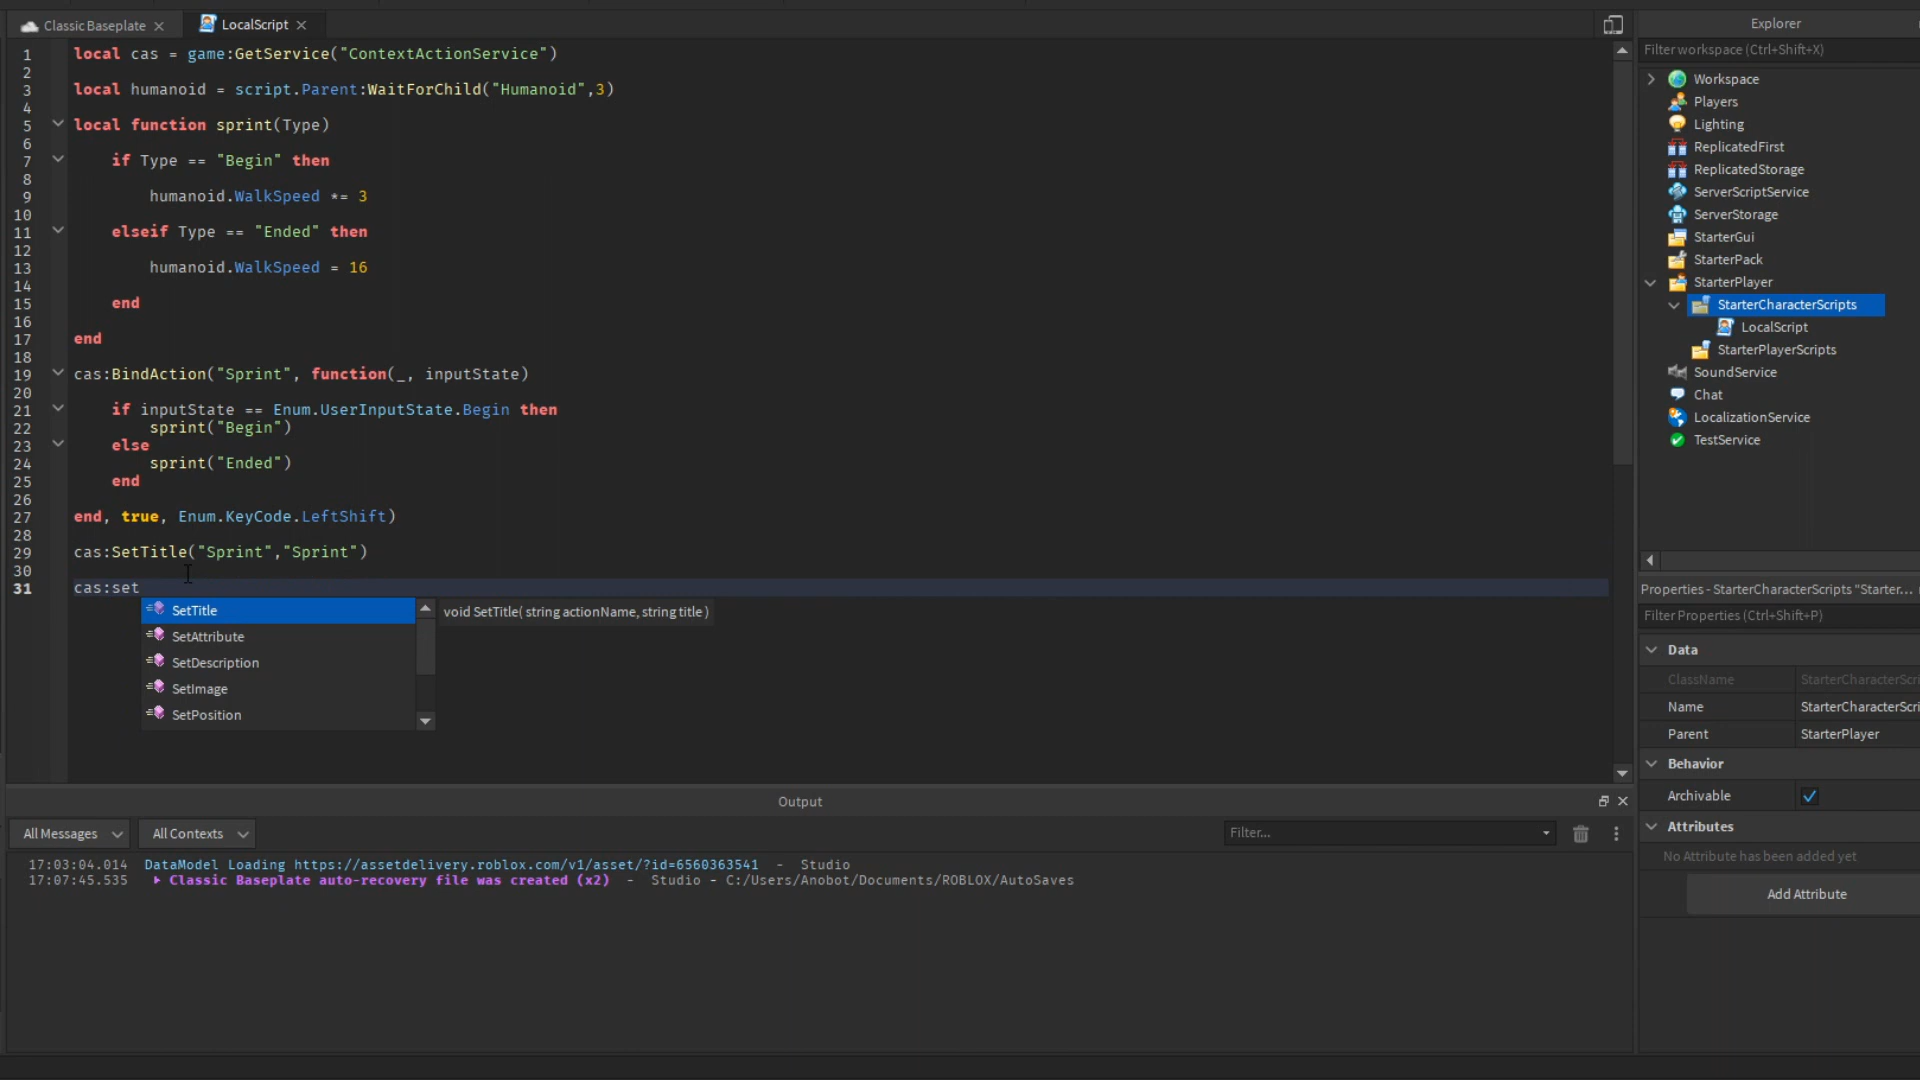 Classic Baseplate
LocalScript
1 local cas = game:GetService("ContextActionService")
2
3 local humanoid = script.Parent:WaitForChild("Humanoid",3)
4
5 local function sprint(Type)
6
7 if Type == "Begin" then
8
9 humanoid.WalkSpeed *= 3
10
11 elseif Type == "Ended" then
12
13 humanoid.WalkSpeed = 16
14
15 end
16
17 end
18
19 cas:BindAction("Sprint", function(_, inputState)
20
21 if inputState == Enum.UserInputState.Begin then
22 sprint("Begin")
23 else
24 sprint("Ended")
25 end
26
27 end, true, Enum.KeyCode.LeftShift)
28
29 cas:SetTitle("Sprint","Sprint")
30
31 cas:set
SetTitle
void SetTitle( string actionName, string title )
SetAttribute
SetDescription
SetImage
SetPosition
Output
All Messages
All Contexts
Filter...
17:03:04.014 DataModel Loading https://assetdelivery.roblox.com/v1/asset/?id=6560363541 - Studio
17:07:45.535 Classic Baseplate auto-recovery file was created (x2) - Studio - C:/Users/Anobot/Documents/ROBLOX/AutoSaves
Explorer
Filter workspace (Ctrl+Shift+X)
Workspace
Players
Lighting
ReplicatedFirst
ReplicatedStorage
ServerScriptService
ServerStorage
StarterGui
StarterPack
StarterPlayer
StarterCharacterScripts
LocalScript
StarterPlayerScripts
SoundService
Chat
LocalizationService
TestService
Properties - StarterCharacterScripts "Starter...
Filter Properties (Ctrl+Shift+P)
Data
ClassName StarterCharacterScri
Name StarterCharacterScri
Parent StarterPlayer
Behavior
Archivable
Attributes
No Attribute has been added yet
Add Attribute